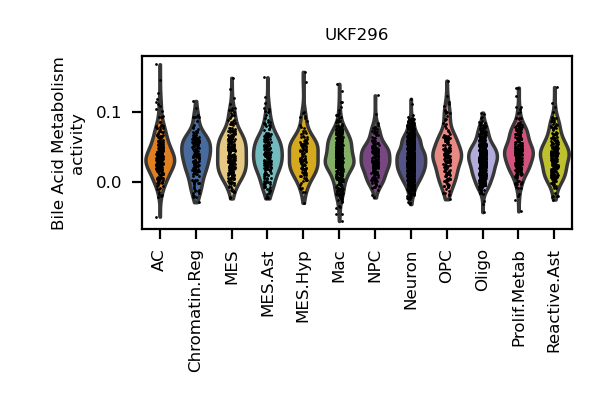 UKF296
Bile Acid Metabolism
activity
0.1
0.0
AC
Chromatin.Reg
MES
MES.Ast
MES.Hyp
Mac
NPC
Neuron
OPC
Oligo
Prolif.Metab
Reactive.Ast